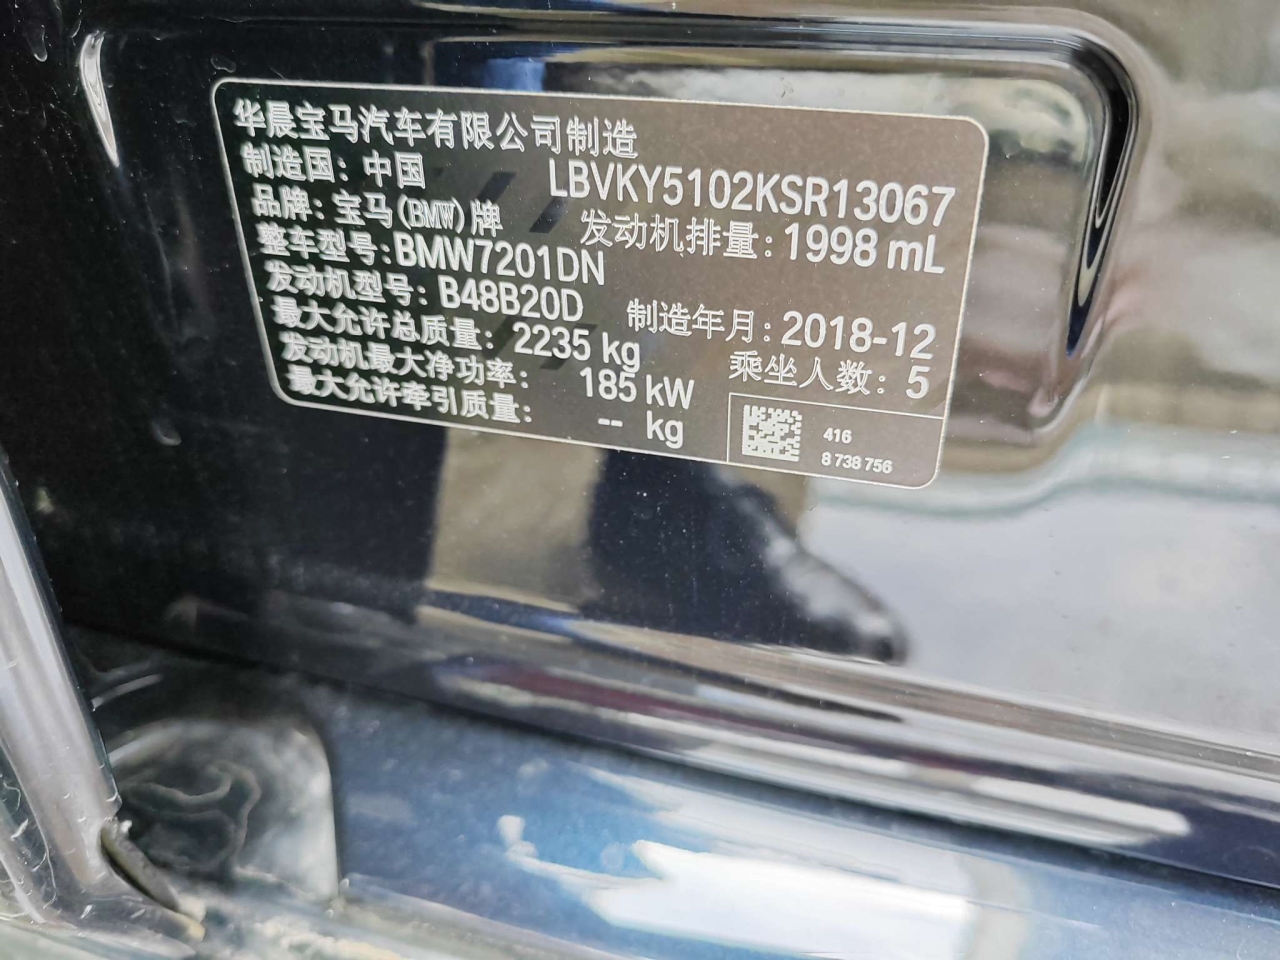 华晨宝马汽车有限公司制造
制造国：中国 LBVKY5102KSR13067
品牌：宝马(BMW)牌 发动机排量：1998 mL
整车型号：BMW7201DN
发动机型号：B48B20D 制造年月：2018-12
最大允许总质量：2235 kg 乘坐人数：5
发动机最大净功率：185 kW
最大允许牵引质量：-- kg
416
8 738 756